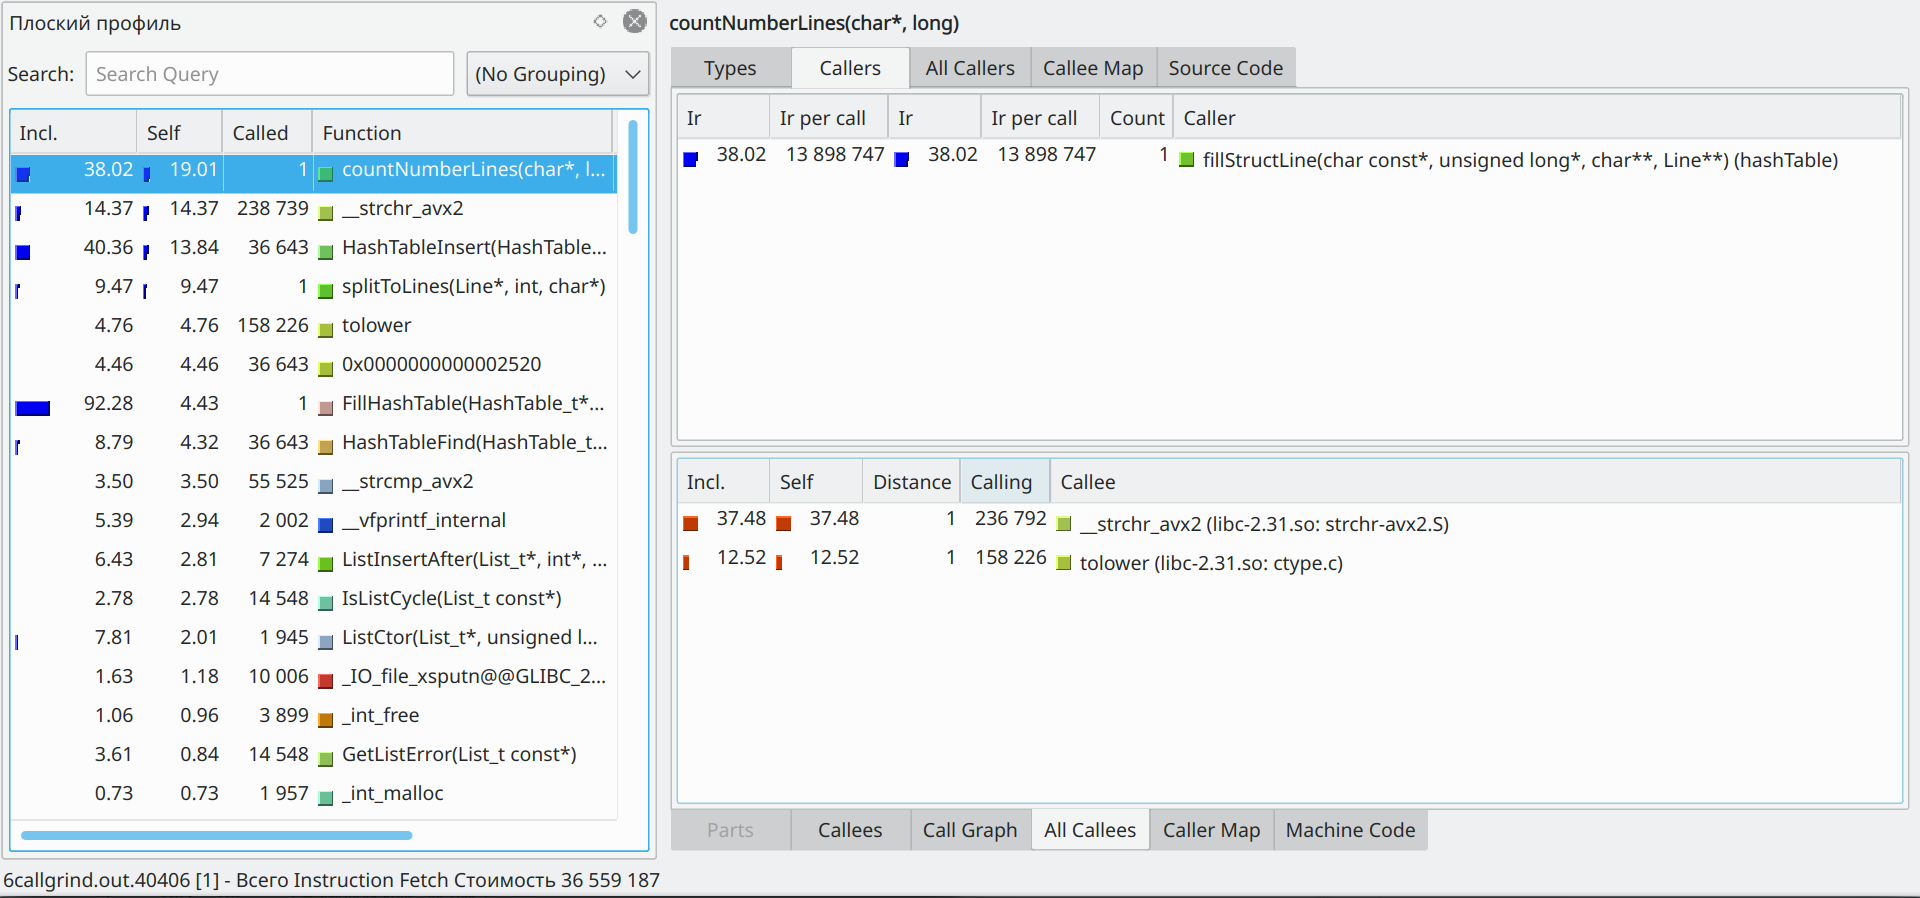 Плоский профиль
Search: Search Query (No Grouping)
Incl. Self Called Function
38.02 19.01 1 countNumberLines(char*, l...
14.37 14.37 238 739 __strchr_avx2
40.36 13.84 36 643 HashTableInsert(HashTable...
9.47 9.47 1 splitToLines(Line*, int, char*)
4.76 4.76 158 226 tolower
4.46 4.46 36 643 0x0000000000002520
92.28 4.43 1 FillHashTable(HashTable_t*...
8.79 4.32 36 643 HashTableFind(HashTable_t...
3.50 3.50 55 525 __strcmp_avx2
5.39 2.94 2 002 __vfprintf_internal
6.43 2.81 7 274 ListInsertAfter(List_t*, int*, ...
2.78 2.78 14 548 IsListCycle(List_t const*)
7.81 2.01 1 945 ListCtor(List_t*, unsigned l...
1.63 1.18 10 006 _IO_file_xsputn@@GLIBC_2...
1.06 0.96 3 899 _int_free
3.61 0.84 14 548 GetListError(List_t const*)
0.73 0.73 1 957 _int_malloc
countNumberLines(char*, long)
Types Callers All Callers Callee Map Source Code
Ir Ir per call Ir Ir per call Count Caller
38.02 13 898 747 38.02 13 898 747 1 fillStructLine(char const*, unsigned long*, char**, Line**) (hashTable)
Incl. Self Distance Calling Callee
37.48 37.48 1 236 792 __strchr_avx2 (libc-2.31.so: strchr-avx2.S)
12.52 12.52 1 158 226 tolower (libc-2.31.so: ctype.c)
Parts Callees Call Graph All Callees Caller Map Machine Code
6callgrind.out.40406 [1] - Всего Instruction Fetch Стоимость 36 559 187